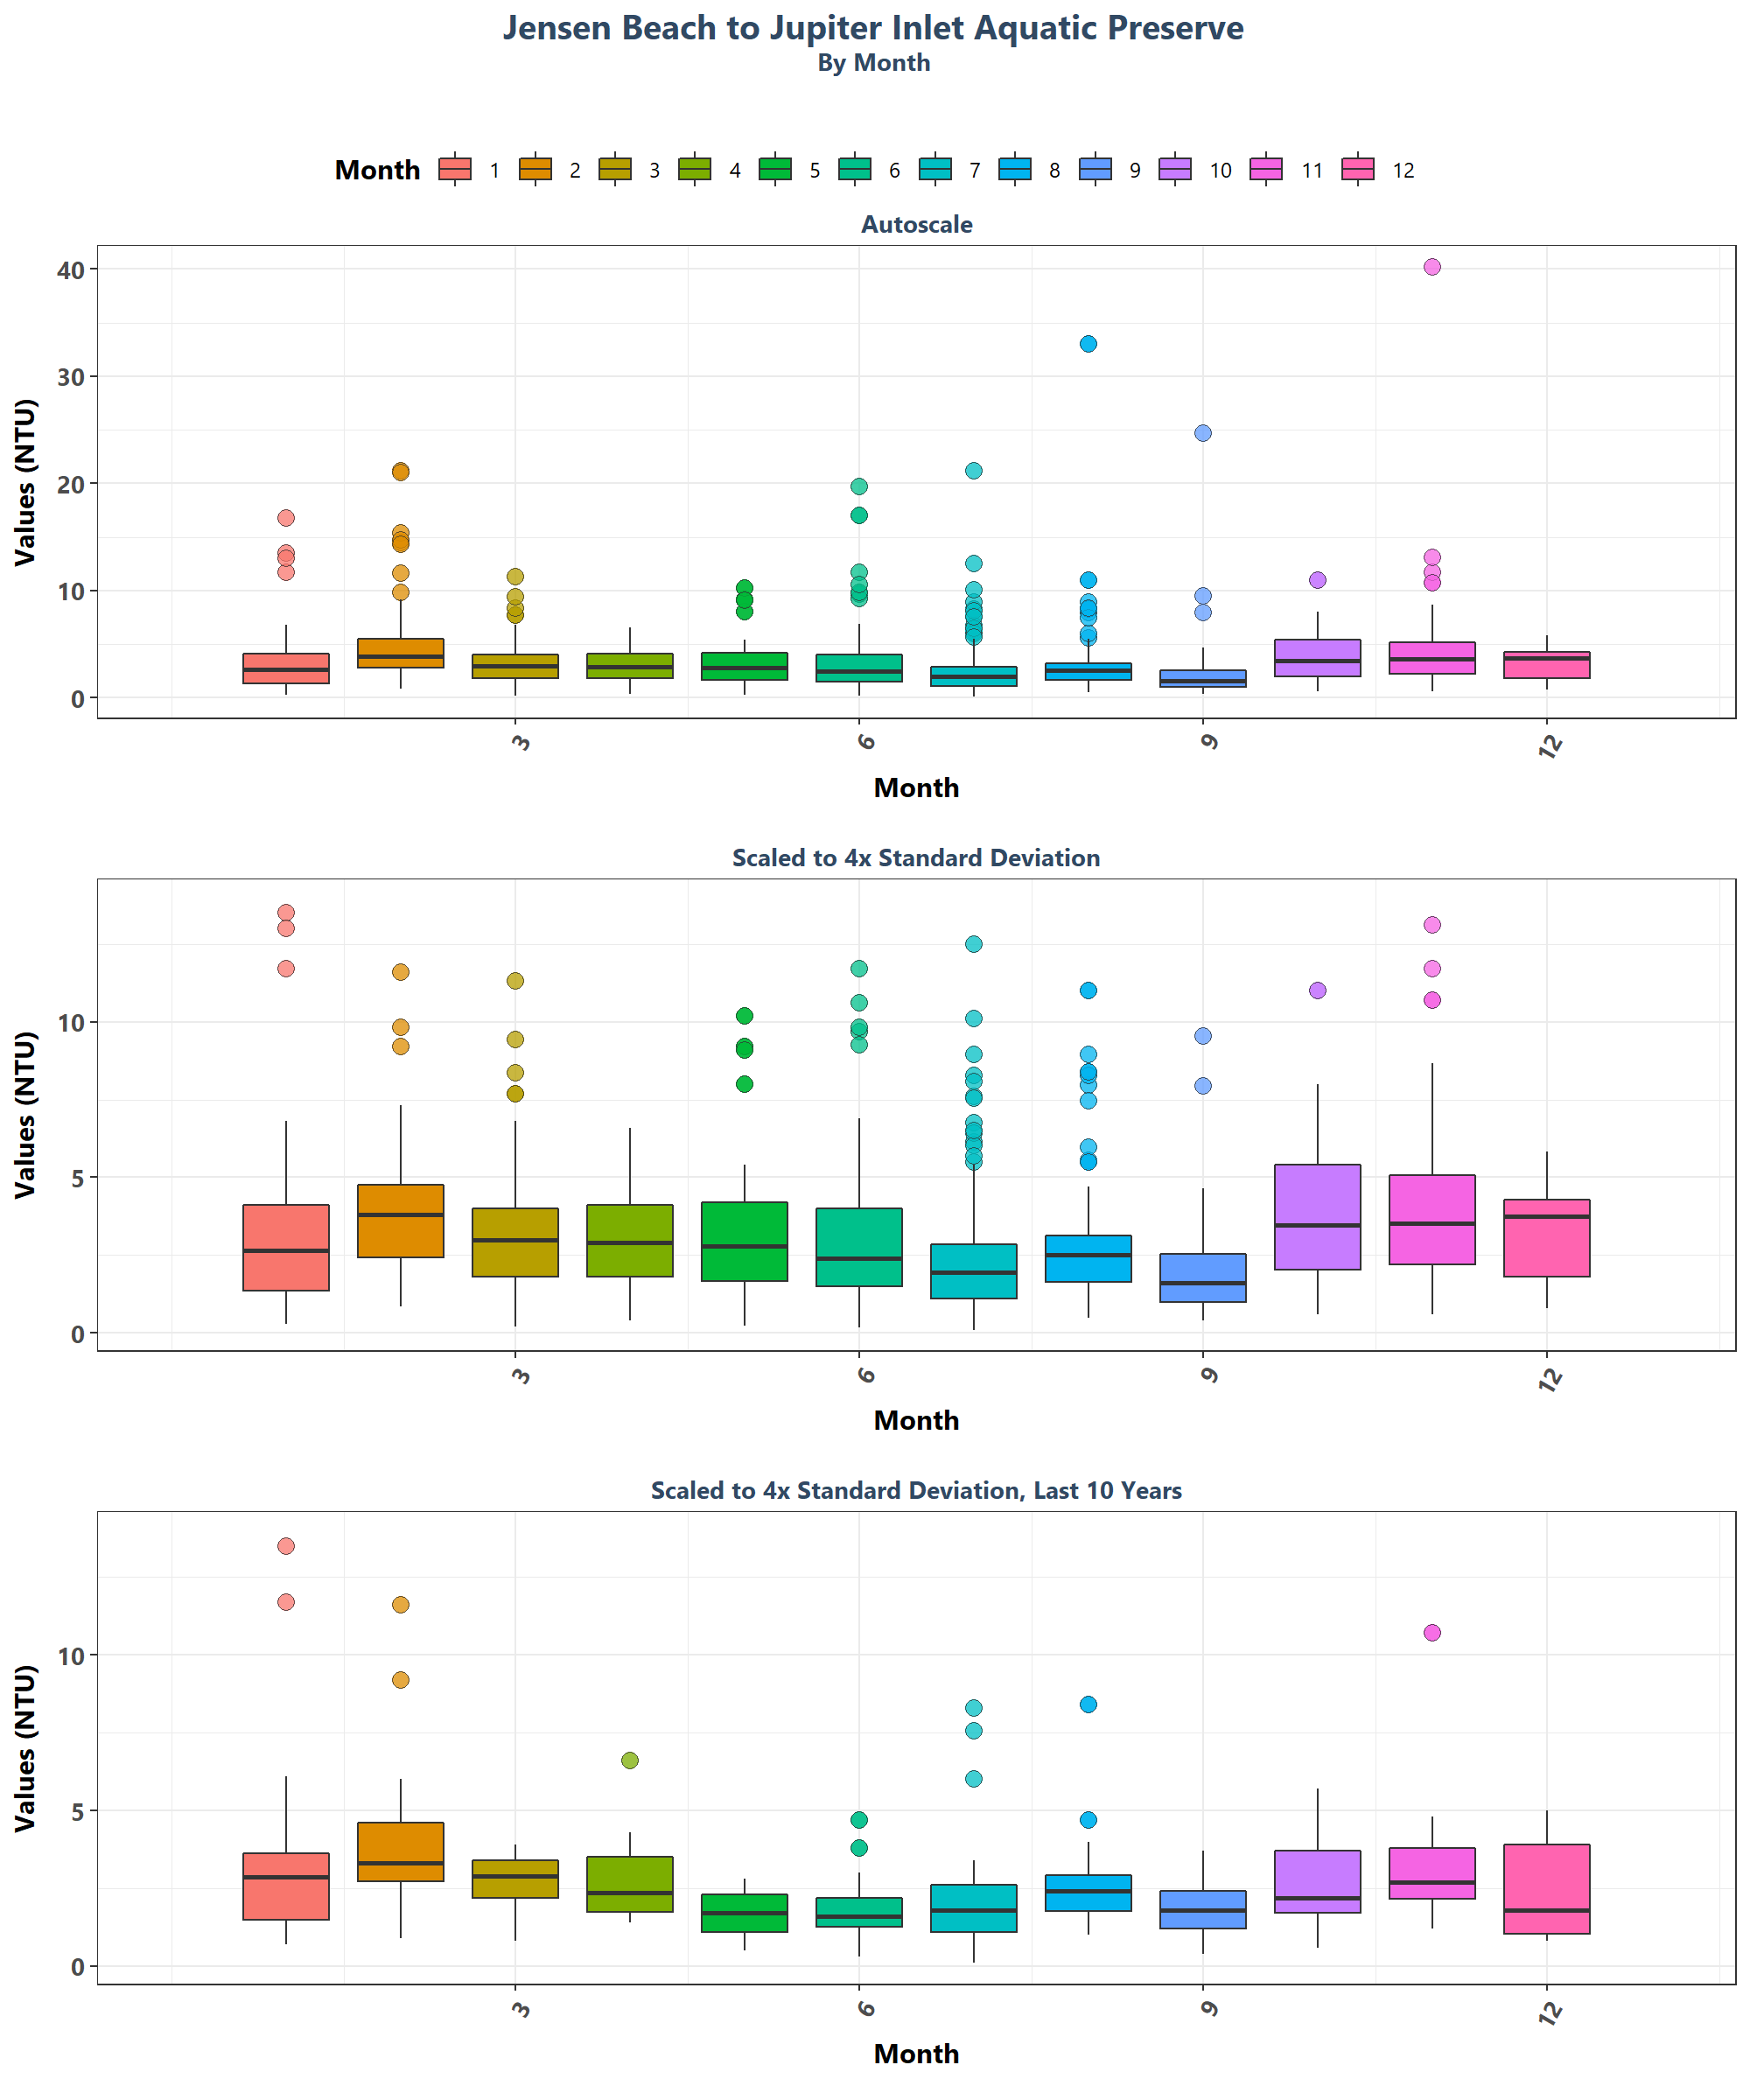 Jensen Beach to Jupiter Inlet Aquatic Preserve
By Month
Month 1 2 3 4 5 6 7 8 9 10 11 12
Autoscale
Values (NTU)
40
30
20
10
0
3 6 9 12
Month
Scaled to 4x Standard Deviation
Values (NTU)
10
5
0
3 6 9 12
Month
Scaled to 4x Standard Deviation, Last 10 Years
Values (NTU)
10
5
0
3 6 9 12
Month